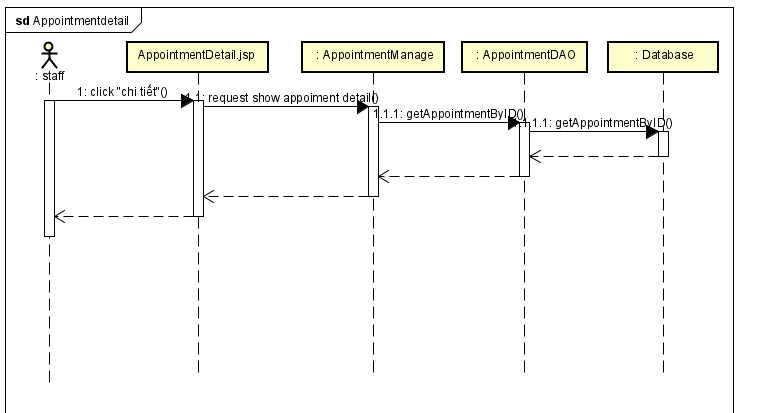 sd Appointmentdetail
: staff
AppointmentDetail.jsp
: AppointmentManage
: AppointmentDAO
: Database
1: click "chi tiết"()
1.1: request show appoiment detail()
1.1.1: getAppointmentByID()
1.1.1.1: getAppointmentByID()